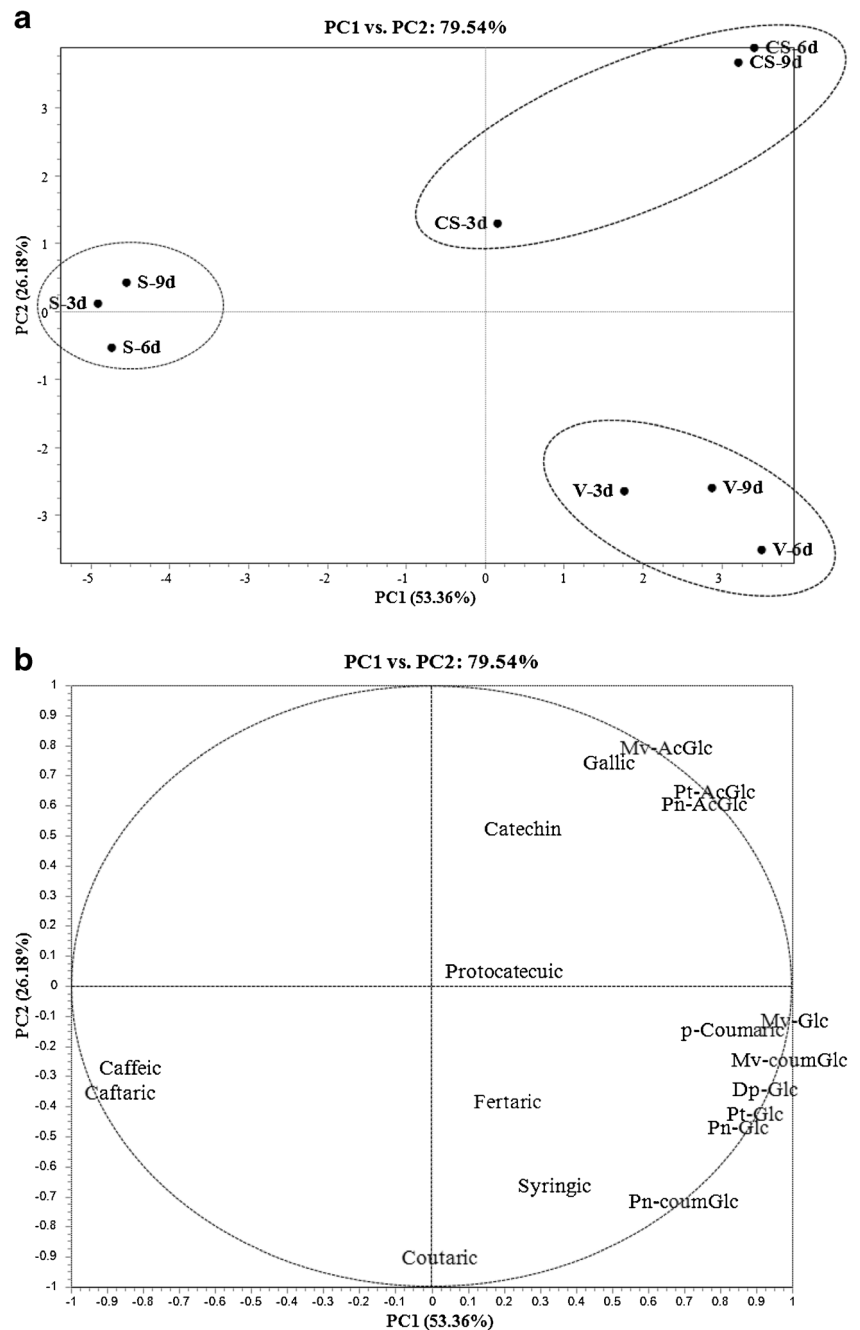 a
PC1 vs. PC2: 79.54%
CS-6d
CS-9d
3
2
CS-3d
1
S-9d
S-3d
0
S-6d
-1
-2
V-3d
V-9d
-3
V-6d
PC2 (26.18%)
-5 -4 -3 -2 -1 0 1 2 3
PC1 (53.36%)
b
PC1 vs. PC2: 79.54%
1
0.9
0.8
Mv-AcGlc
Gallic
0.7
Pt-AcGlc
0.6
Pn-AcGlc
Catechin
0.5
0.4
0.3
0.2
0.1
Protocatecuic
0
-0.1
Mv-Glc
p-Coumaric
-0.2
Mv-coumGlc
Caffeic
-0.3
Dp-Glc
Caftaric
Fertaric
-0.4
Pt-Glc
Pn-Glc
-0.5
-0.6
Syringic
-0.7
Pn-coumGlc
-0.8
-0.9
Coutaric
-1
PC2 (26.18%)
-1 -0.9 -0.8 -0.7 -0.6 -0.5 -0.4 -0.3 -0.2 -0.1 0 0.1 0.2 0.3 0.4 0.5 0.6 0.7 0.8 0.9 1
PC1 (53.36%)